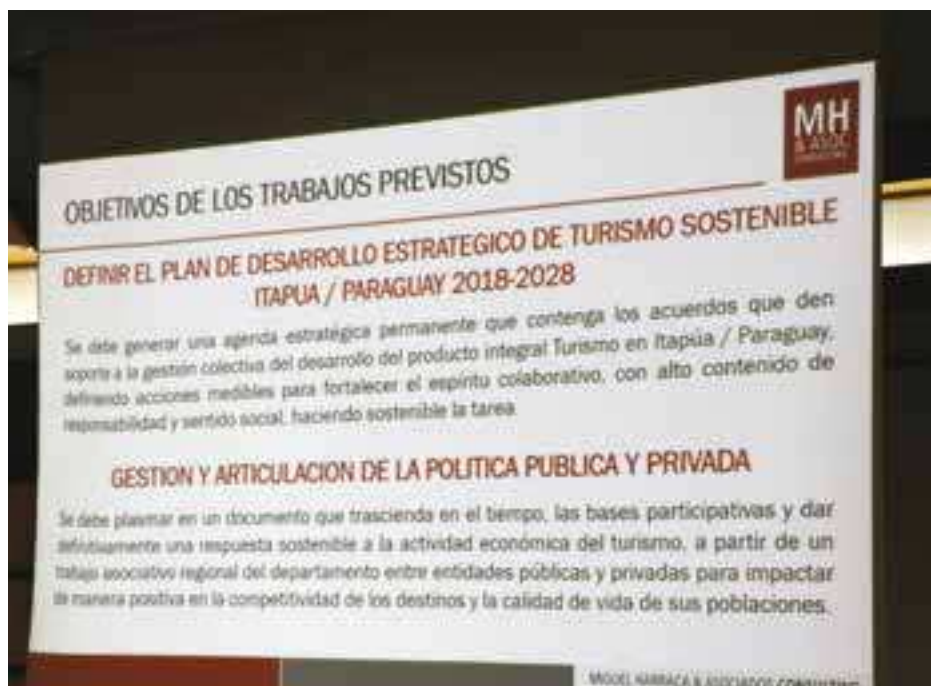 MH
& ASOC.
CONSULTING
OBJETIVOS DE LOS TRABAJOS PREVISTOS
DEFINIR EL PLAN DE DESARROLLO ESTRATEGICO DE TURISMO SOSTENIBLE
ITAPUA / PARAGUAY 2018-2028
Se debe generar una agenda estratégica permanente que contenga los acuerdos que den
soporte a la gestión colectiva del desarrollo del producto integral Turismo en Itapúa / Paraguay,
definiendo acciones medibles para fortalecer el espíritu colaborativo, con alto contenido de
responsabilidad y sentido social, haciendo sostenible la tarea.
GESTION Y ARTICULACION DE LA POLITICA PUBLICA Y PRIVADA
Se debe plasmar en un documento que trascienda en el tiempo, las bases participativas y dar
definitivamente una respuesta sostenible a la actividad económica del turismo, a partir de un
trabajo asociativo regional del departamento entre entidades públicas y privadas para impactar
de manera positiva en la competitividad de los destinos y la calidad de vida de sus poblaciones.
MIGUEL HARRACA & ASOCIADOS CONSULTING